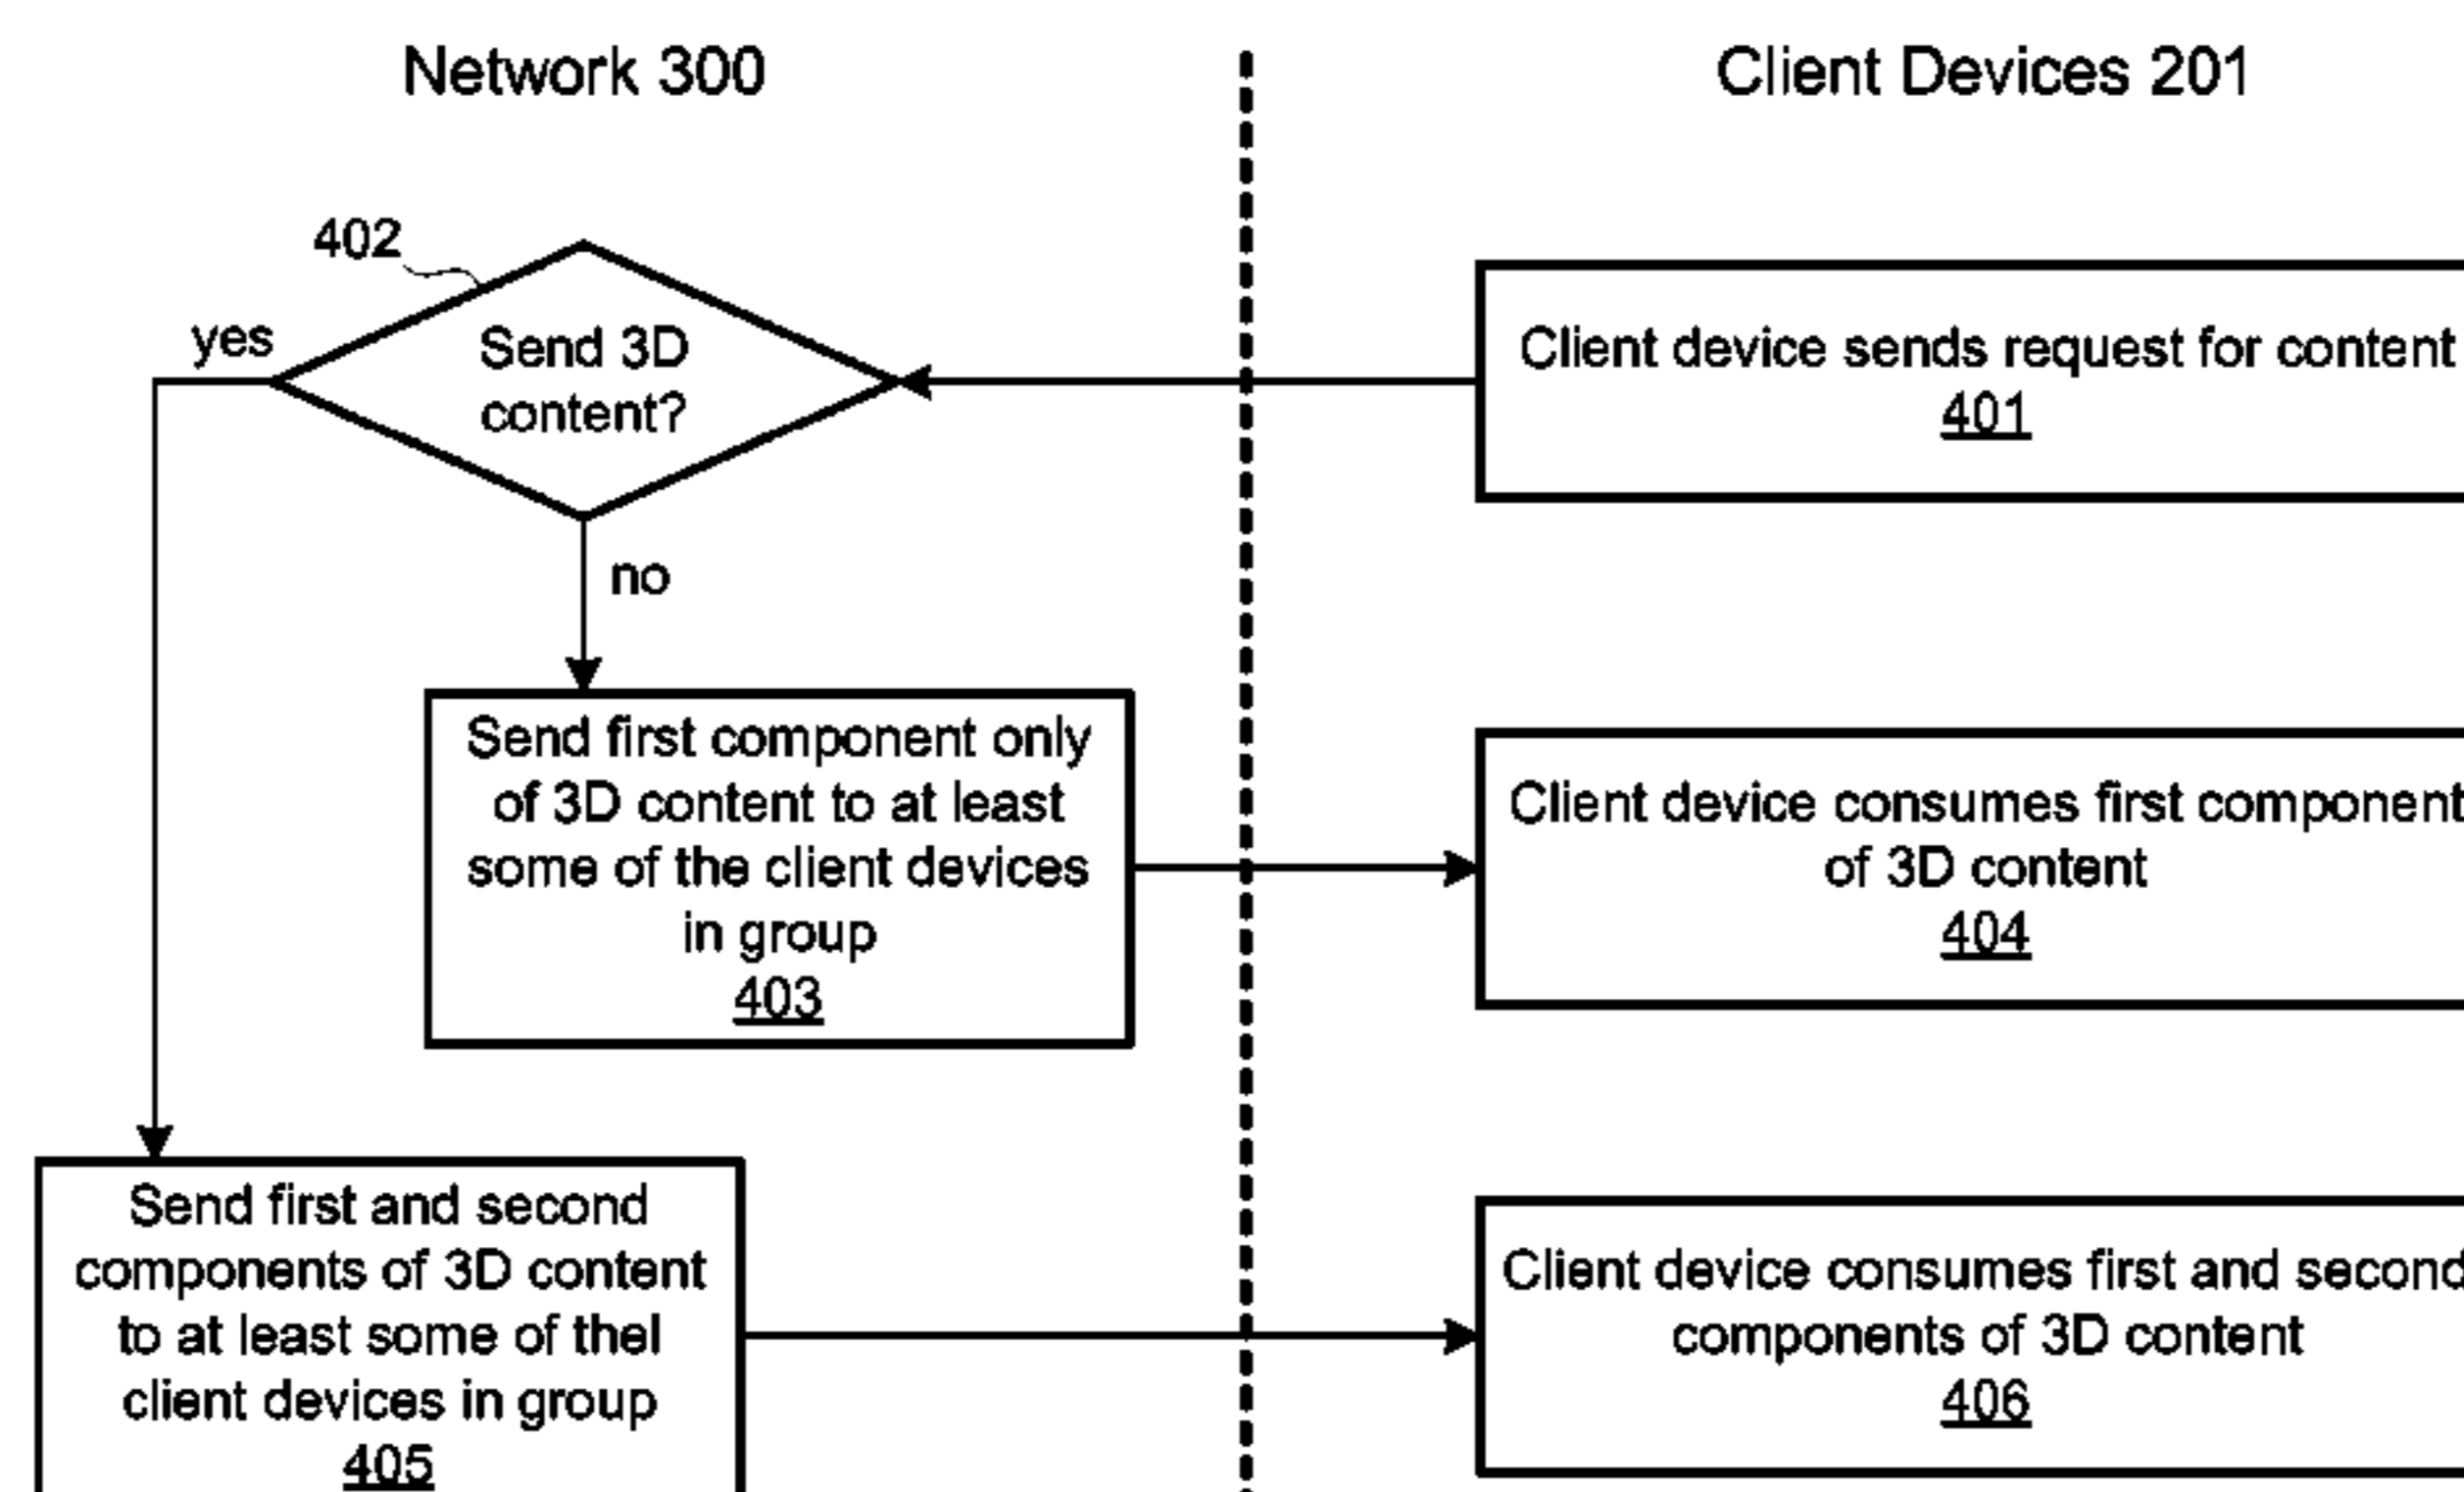 Network 300
Client Devices 201
402
yes
Send 3D
content?
Client device sends request for content
401
no
Send first component only
of 3D content to at least
some of the client devices
in group
403
Client device consumes first component
of 3D content
404
Send first and second
components of 3D content
to at least some of thel
client devices in group
405
Client device consumes first and second
components of 3D content
406